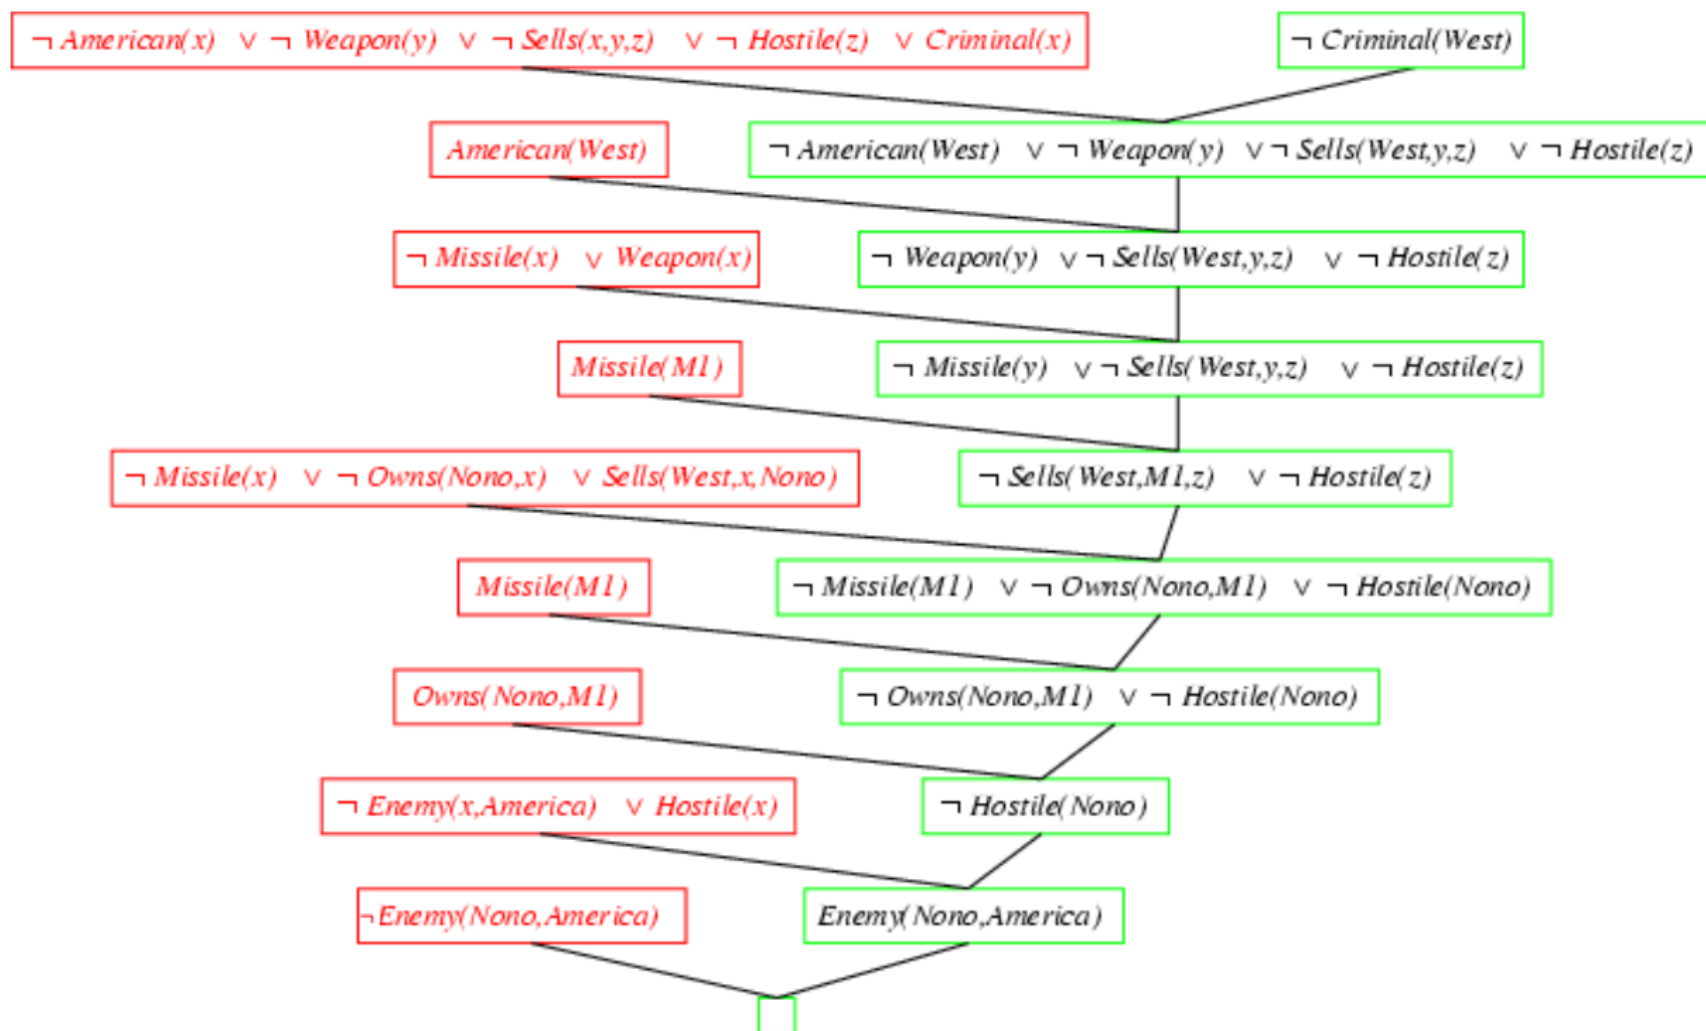 ¬ American(x) ∨ ¬ Weapon(y) ∨ ¬ Sells(x,y,z) ∨ ¬ Hostile(z) ∨ Criminal(x)
¬ Criminal(West)
American(West)
¬ American(West) ∨ ¬ Weapon(y) ∨ ¬ Sells(West,y,z) ∨ ¬ Hostile(z)
¬ Missile(x) ∨ Weapon(x)
¬ Weapon(y) ∨ ¬ Sells(West,y,z) ∨ ¬ Hostile(z)
Missile(M1)
¬ Missile(y) ∨ ¬ Sells(West,y,z) ∨ ¬ Hostile(z)
¬ Missile(x) ∨ ¬ Owns(Nono,x) ∨ Sells(West,x,Nono)
¬ Sells(West,M1,z) ∨ ¬ Hostile(z)
Missile(M1)
¬ Missile(M1) ∨ ¬ Owns(Nono,M1) ∨ ¬ Hostile(Nono)
Owns(Nono,M1)
¬ Owns(Nono,M1) ∨ ¬ Hostile(Nono)
¬ Enemy(x,America) ∨ Hostile(x)
¬ Hostile(Nono)
¬Enemy(Nono,America)
Enemy(Nono,America)